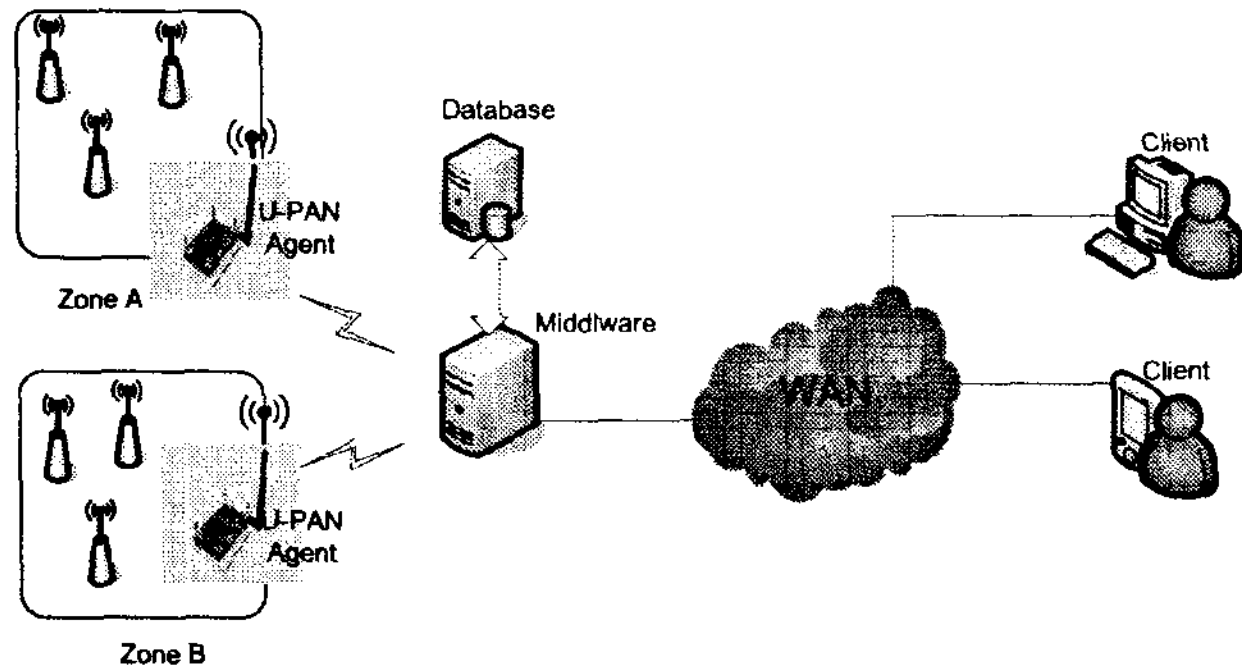 Database
Client
U-PAN
Agent
Zone A
Middlware
WAN
Client
U-PAN
Agent
Zone B